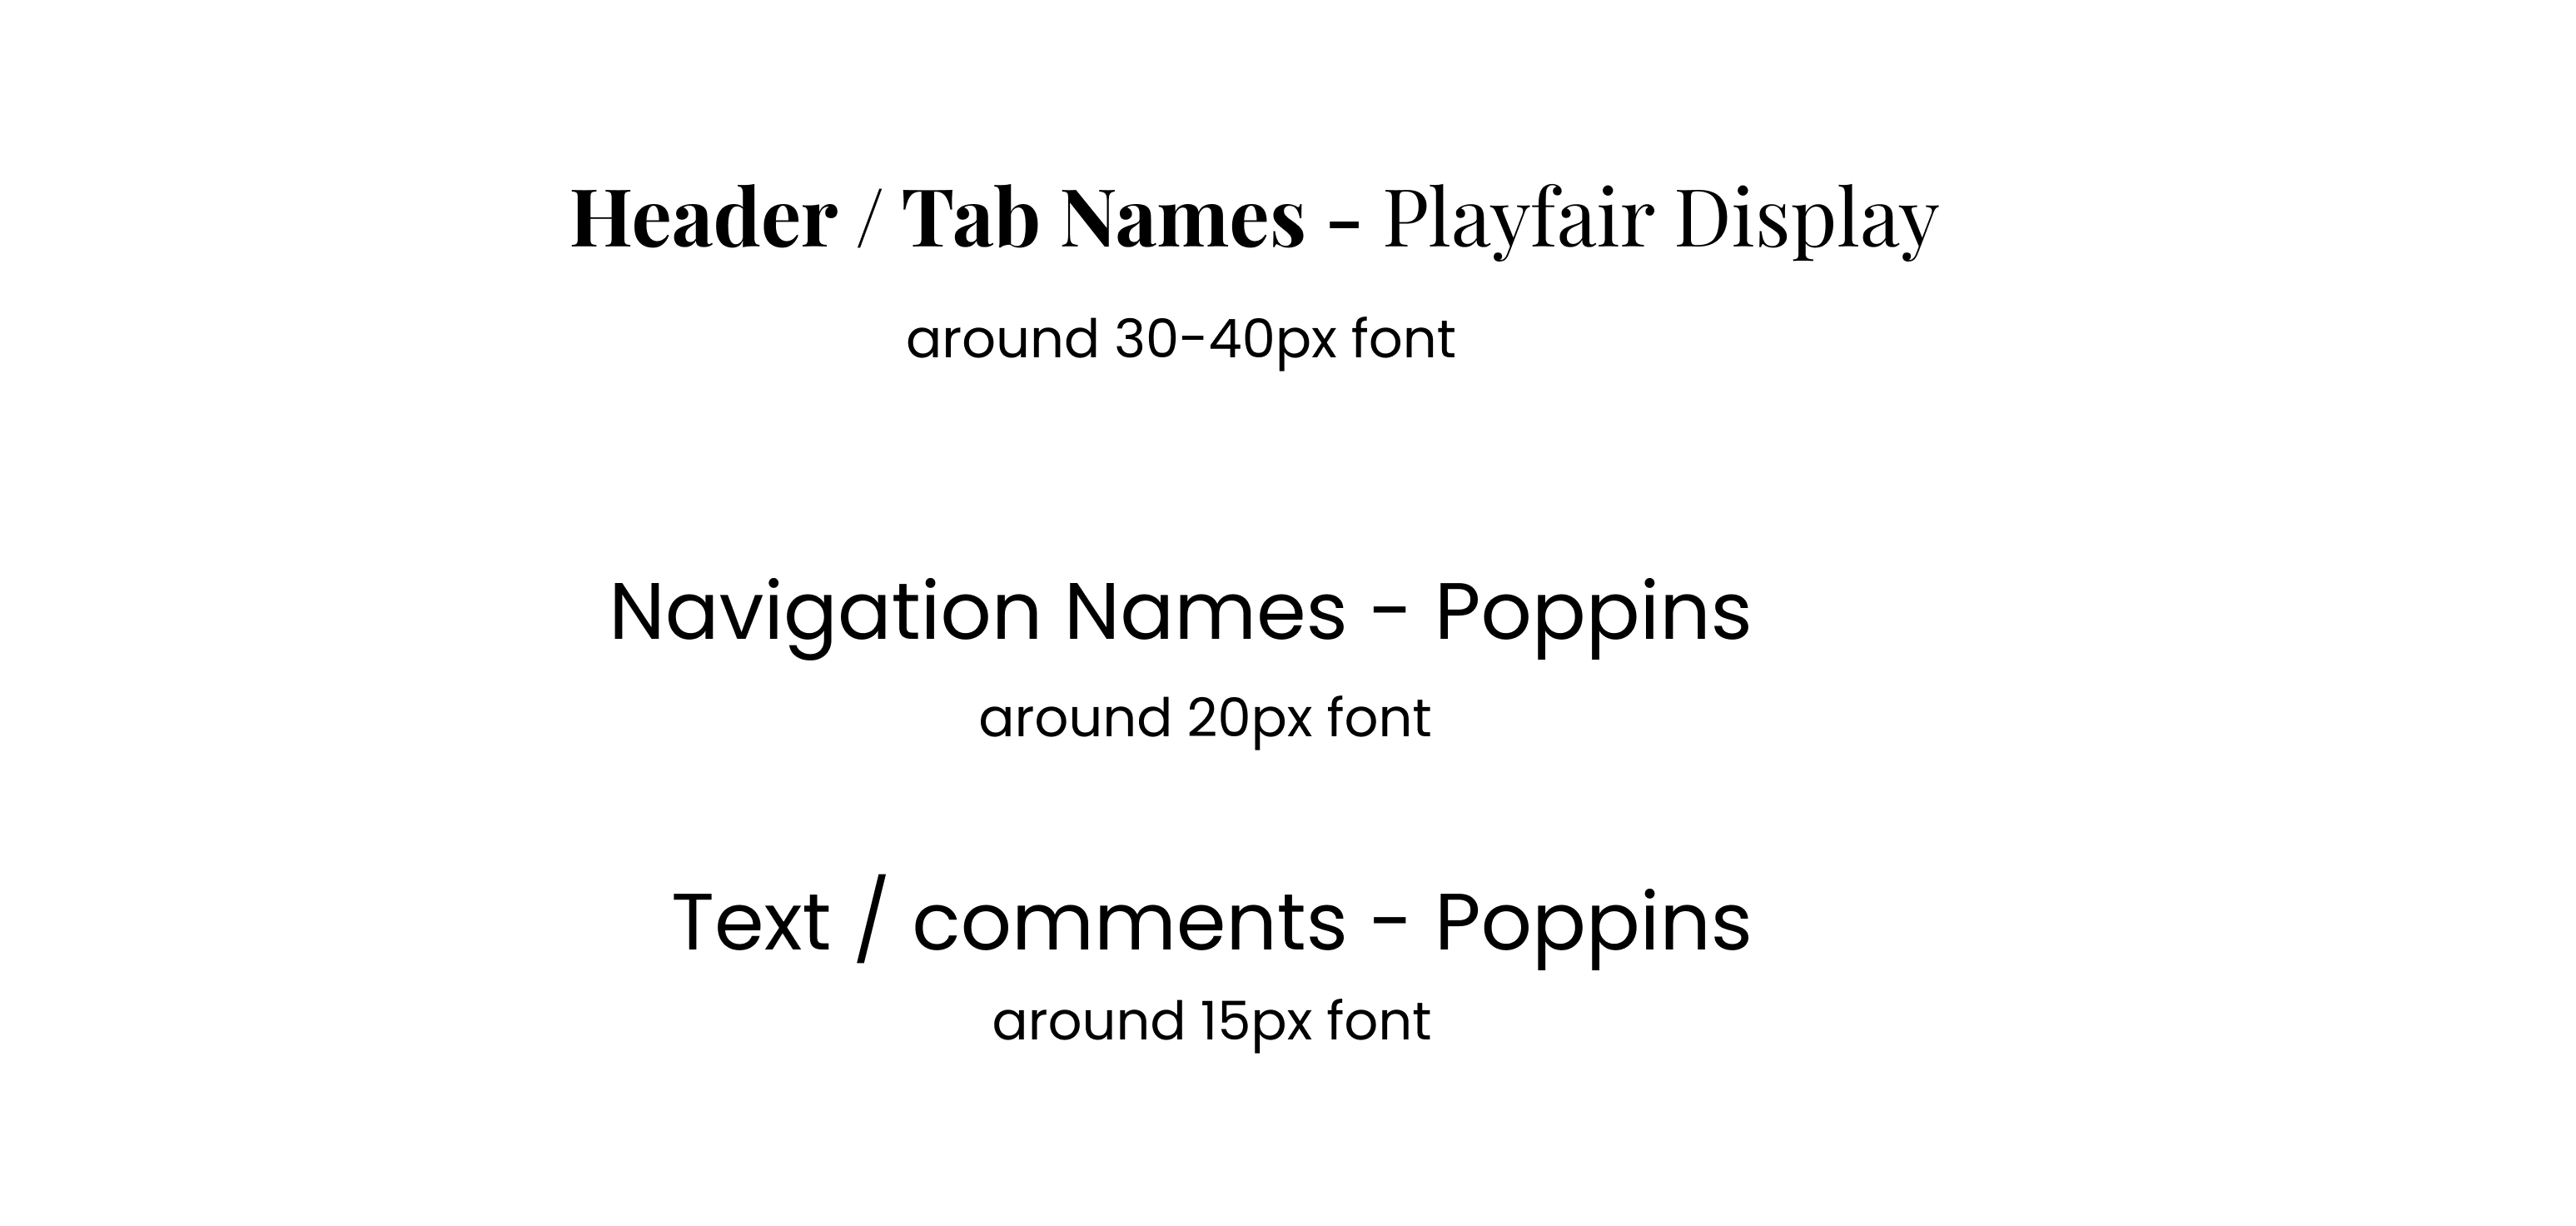 Header / Tab Names - Playfair Display
around 30-40px font
Navigation Names - Poppins
around 20px font
Text / comments - Poppins
around 15px font